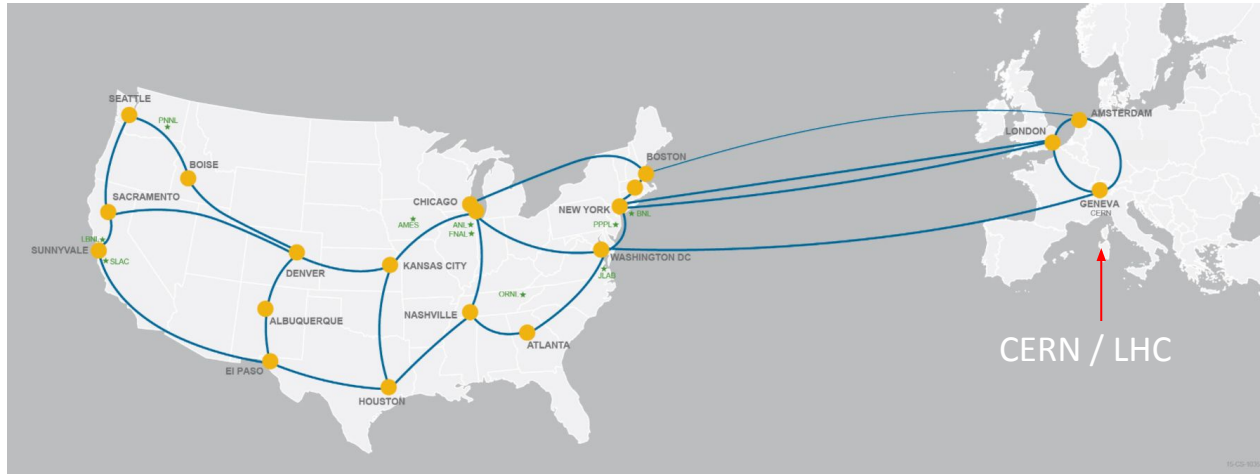 SEATTLE
PNNL
BOISE
SACRAMENTO
LBNL
SUNNYVALE
SLAC
DENVER
ALBUQUERQUE
El PASO
HOUSTON
KANSAS CITY
AMES
CHICAGO
ANL
FNAL
NASHVILLE
ORNL
ATLANTA
BOSTON
NEW YORK
BNL
PPPL
WASHINGTON DC
JLAB
AMSTERDAM
LONDON
GENEVA
CERN
CERN / LHC